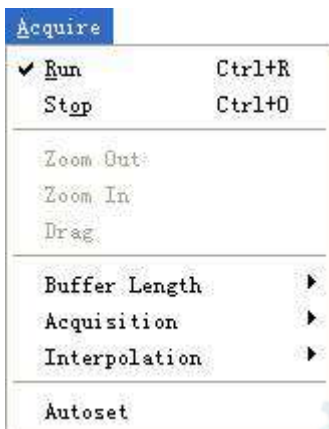 Acquire
Run Ctrl+R
Stop Ctrl+O
Zoom Out
Zoom In
Drag
Buffer Length
Acquisition
Interpolation
Autoset